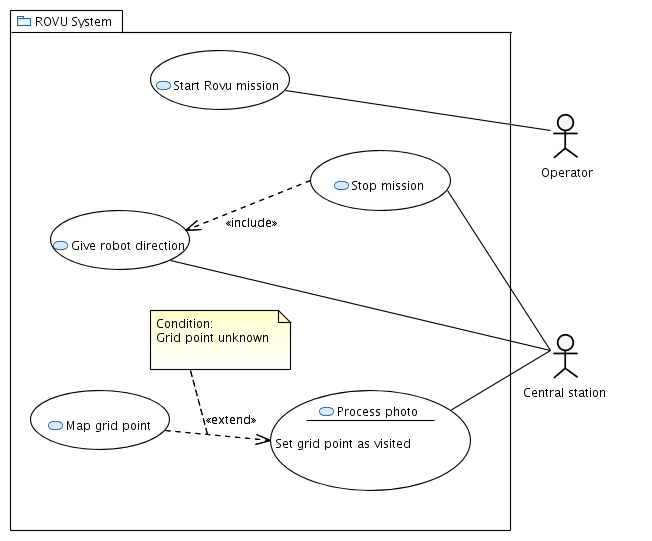 ROVU System
Start Rovu mission
Operator
Stop mission
«include»
Give robot direction
Condition:
Grid point unknown
Central station
«extend»
Process photo
Map grid point
Set grid point as visited